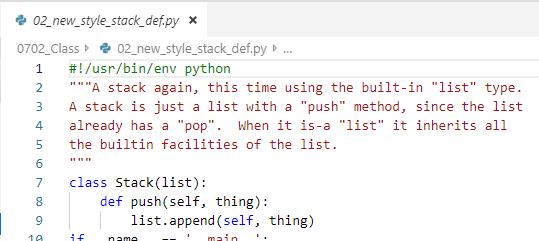 02_new_style_stack_def.py ×
0702_Class 02_new_style_stack_def.py ...
1 #!/usr/bin/env python
2 """A stack again, this time using the built-in "list" type.
3 A stack is just a list with a "push" method, since the list
4 already has a "pop".  When it is-a "list" it inherits all
5 the builtin facilities of the list.
6 """
7 class Stack(list):
8     def push(self, thing):
9         list.append(self, thing)
10 if __name__ == '__main__':